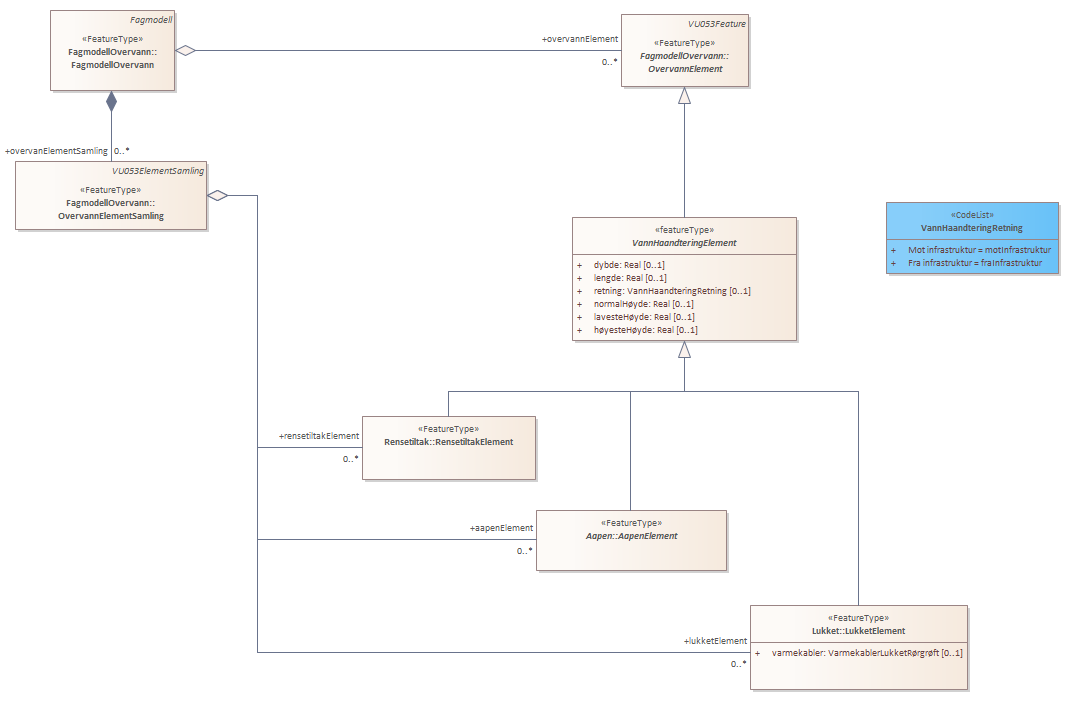 Fagmodell
«FeatureType»
FagmodellOvervann::
FagmodellOvervann
+overvannElement
0..*
VU053Feature
«FeatureType»
FagmodellOvervann::
OvervannElement
+overvanElementSamling
0..*
VU053ElementSamling
«FeatureType»
FagmodellOvervann::
OvervannElementSamling
«featureType»
VannHaandteringElement
+ dybde: Real [0..1]
+ lengde: Real [0..1]
+ retning: VannHaandteringRetning [0..1]
+ normalHøyde: Real [0..1]
+ lavesteHøyde: Real [0..1]
+ høyesteHøyde: Real [0..1]
«CodeList»
VannHaandteringRetning
+ Mot infrastruktur = motInfrastruktur
+ Fra infrastruktur = fraInfrastruktur
+rensetiltakElement
0..*
«FeatureType»
Rensetiltak::RensetiltakElement
+aapenElement
0..*
«FeatureType»
Aapen::AapenElement
+lukketElement
0..*
«FeatureType»
Lukket::LukketElement
+ varmekabler: VarmekablerLukketRørgrøft [0..1]